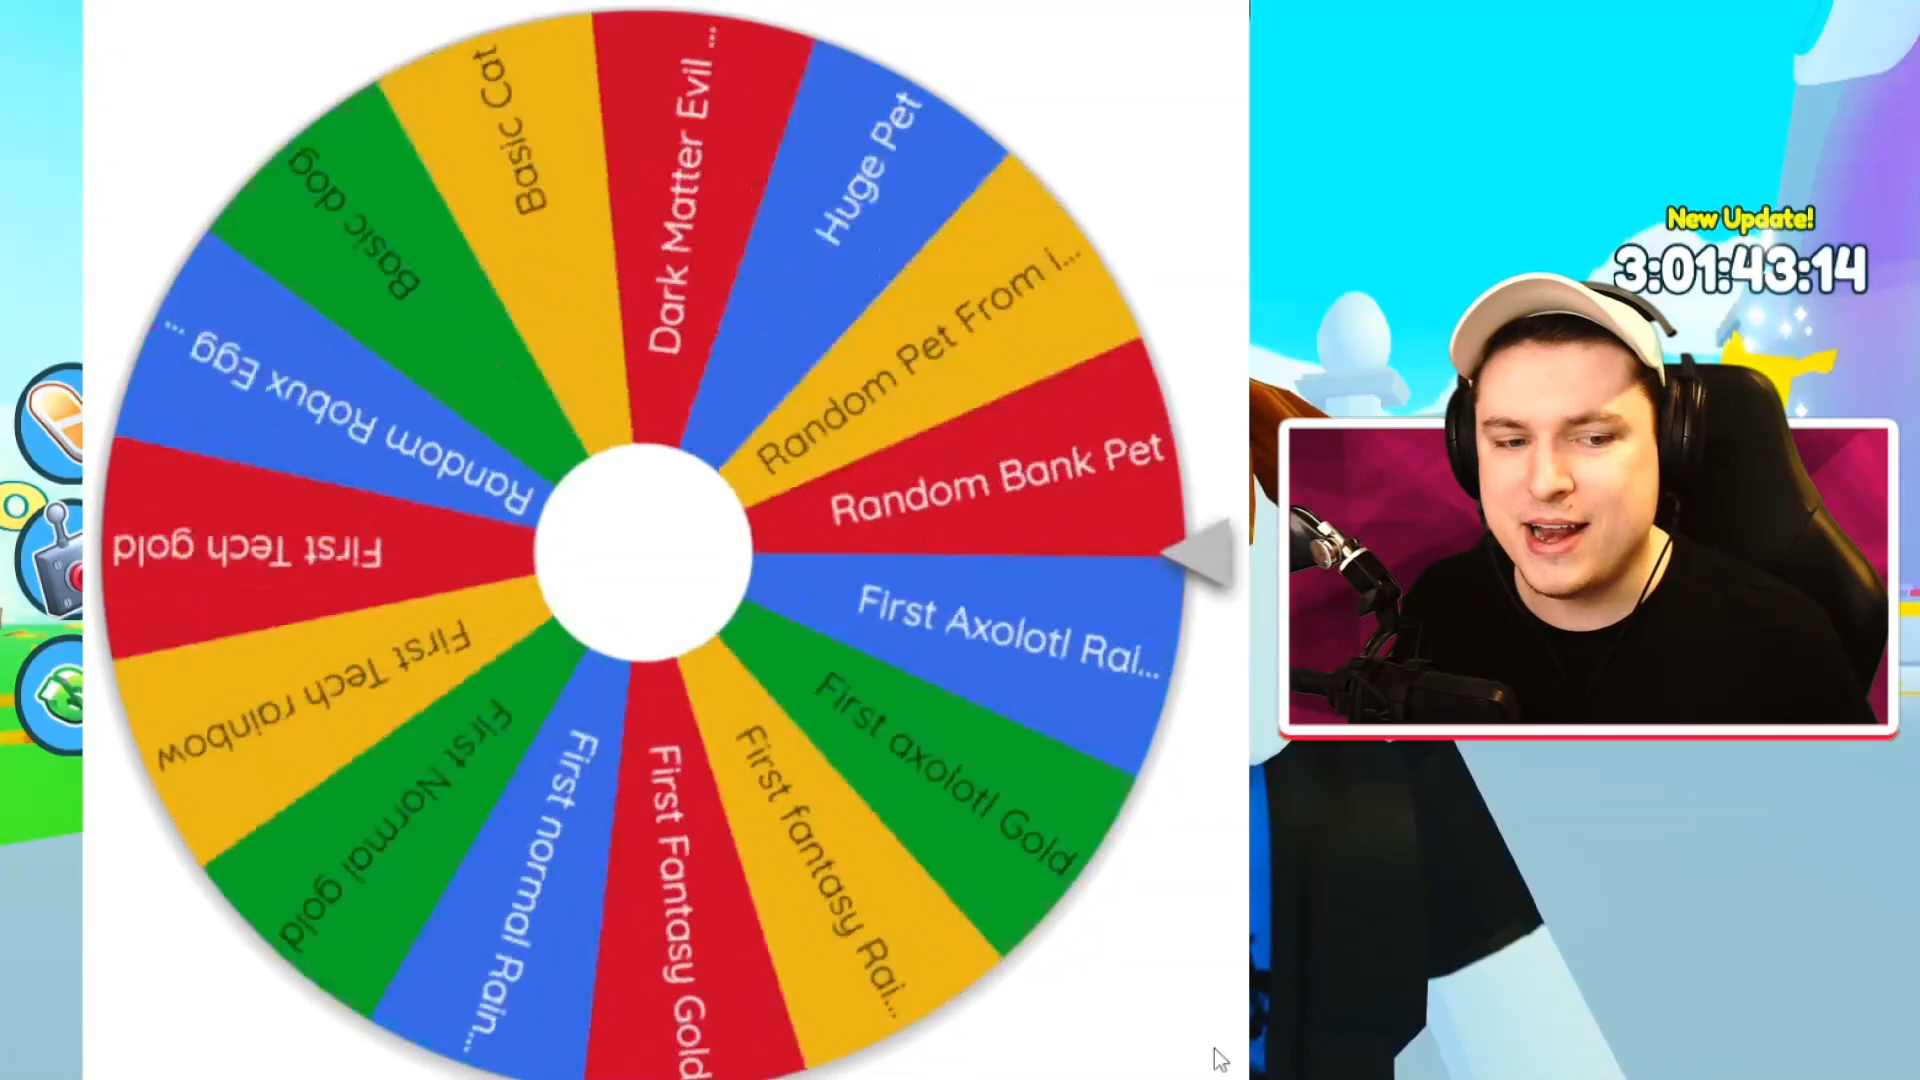 Basic Cat
Dark Matter Evil ...
Huge Pet
Random Pet From i...
Random Bank Pet
First Axolotl Rai...
First axolotl Gold
First fantasy Rai...
First Fantasy Gold
First normal Rain...
First Normal gold
First Tech rainbow
First Tech gold
Random Robux Egg ...
Basic dog
New Update!
3:01:43:14
O